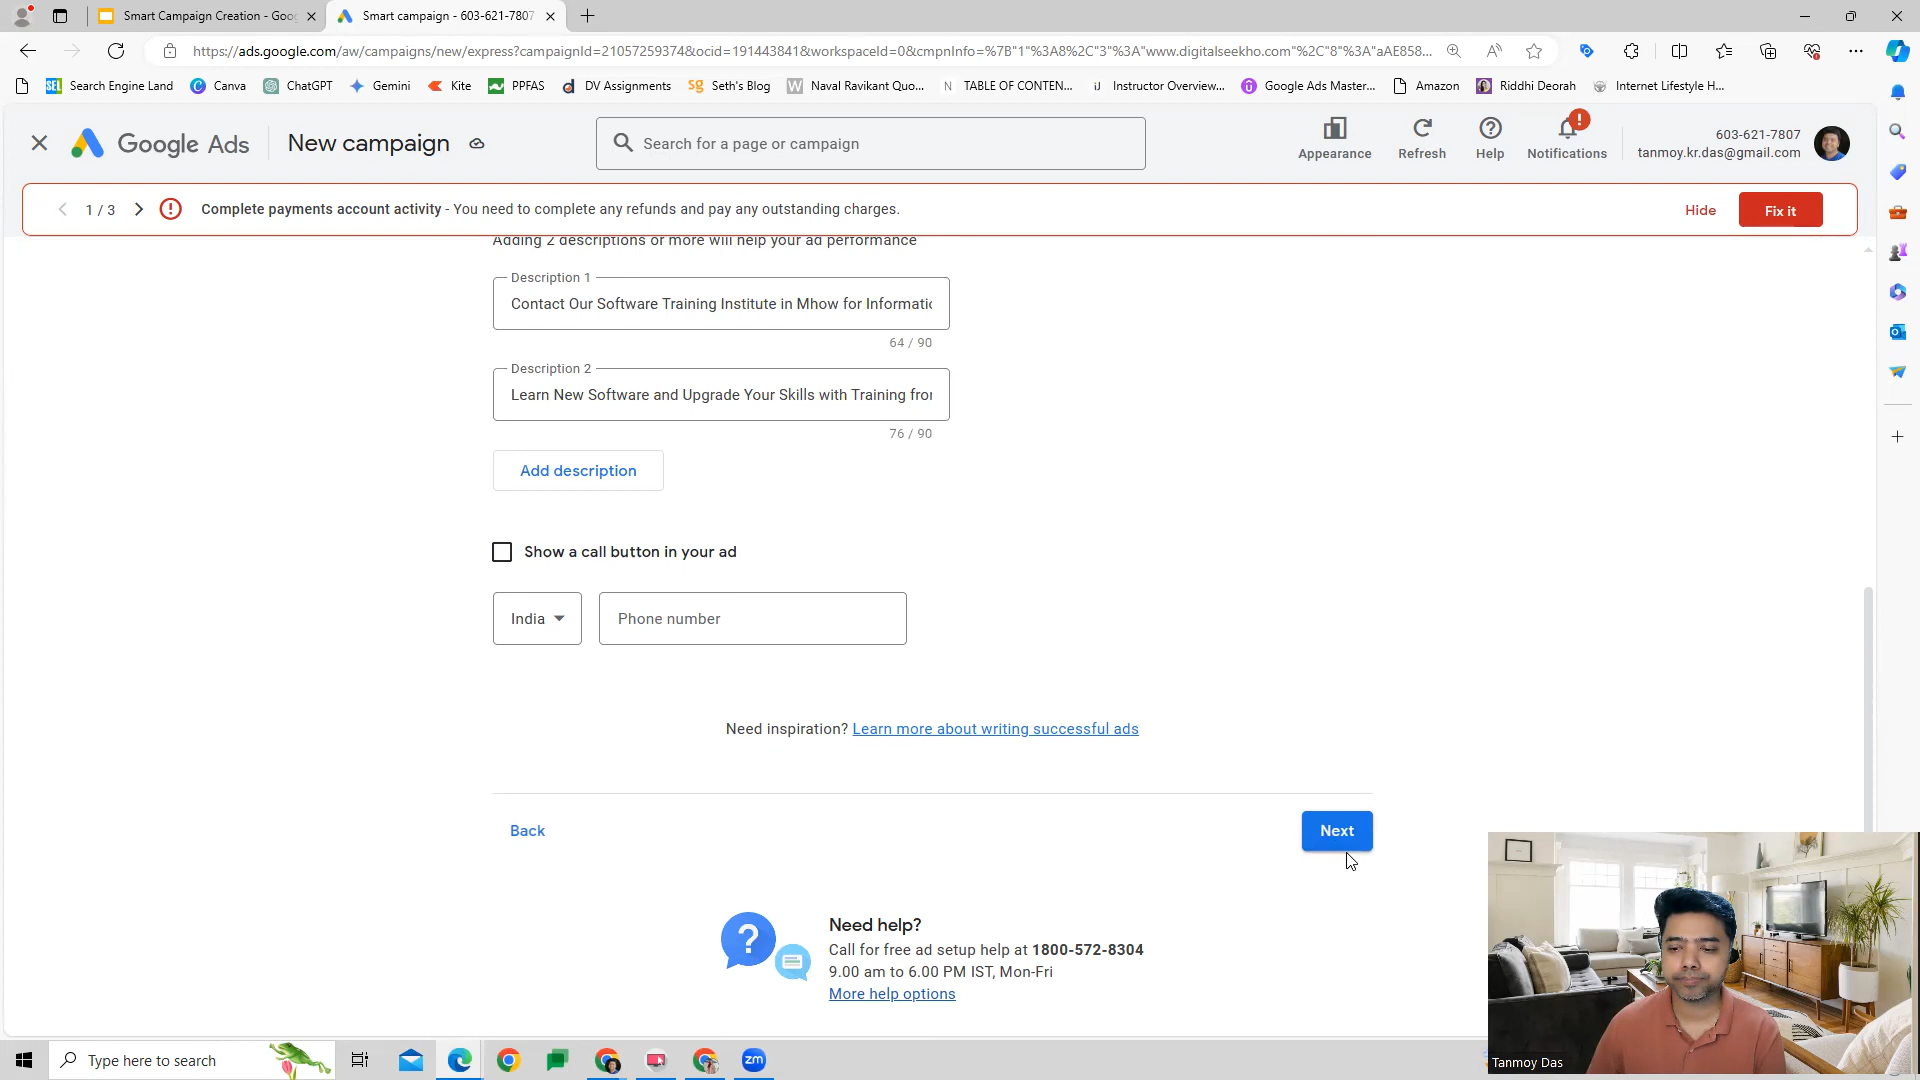 Smart Campaign Creation - Goog
Smart campaign - 603-621-7807
https://ads.google.com/aw/campaigns/new/express?campaignId=21057259374&ocid=191443841&workspaceId=0&cmpnInfo=%7B"1"%3A8%2C"3"%3A"www.digitalseekho.com"%2C"8"%3A"aAE858...
SEL Search Engine Land
Canva
ChatGPT
Gemini
Kite
PPFAS
DV Assignments
sg Seth's Blog
W Naval Ravikant Quo...
N TABLE OF CONTEN...
IJ Instructor Overview...
Google Ads Master...
Amazon
Riddhi Deorah
Internet Lifestyle H...
Google Ads
New campaign
Search for a page or campaign
Appearance
Refresh
Help
Notifications
603-621-7807
tanmoy.kr.das@gmail.com
1 / 3
Complete payments account activity - You need to complete any refunds and pay any outstanding charges.
Hide
Fix it
Adding 2 descriptions or more will help your ad performance
Description 1
Contact Our Software Training Institute in Mhow for Informatic
64 / 90
Description 2
Learn New Software and Upgrade Your Skills with Training fror
76 / 90
Add description
Show a call button in your ad
India
Phone number
Need inspiration? Learn more about writing successful ads
Back
Next
Need help?
Call for free ad setup help at 1800-572-8304
9.00 am to 6.00 PM IST, Mon-Fri
More help options
Tanmoy Das
Type here to search
zm